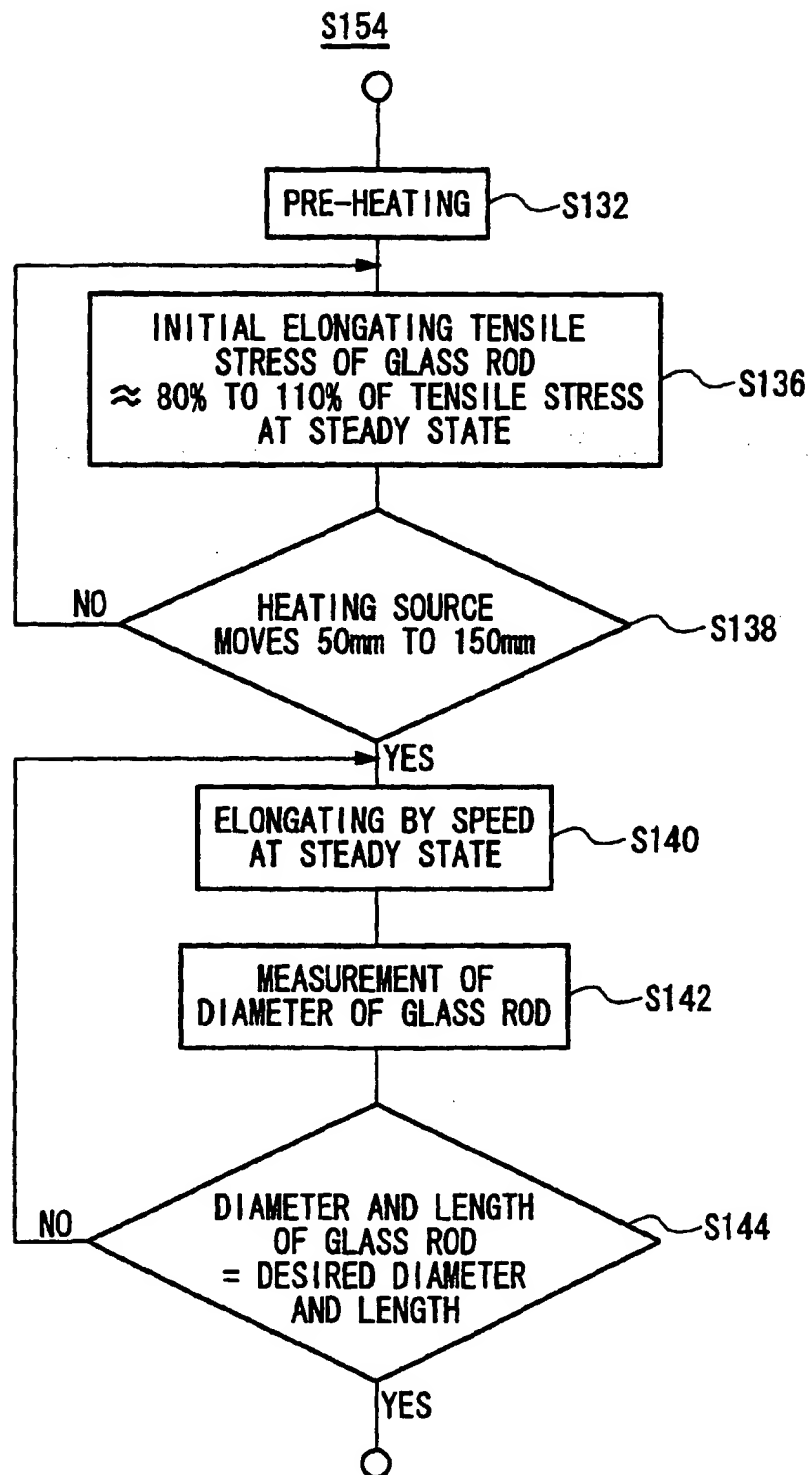 S154
PRE-HEATING
S132
INITIAL ELONGATING TENSILE
STRESS OF GLASS ROD
≈ 80% TO 110% OF TENSILE STRESS
AT STEADY STATE
S136
NO
HEATING SOURCE
MOVES 50mm TO 150mm
S138
YES
ELONGATING BY SPEED
AT STEADY STATE
S140
MEASUREMENT OF
DIAMETER OF GLASS ROD
S142
NO
DIAMETER AND LENGTH
OF GLASS ROD
= DESIRED DIAMETER
AND LENGTH
S144
YES